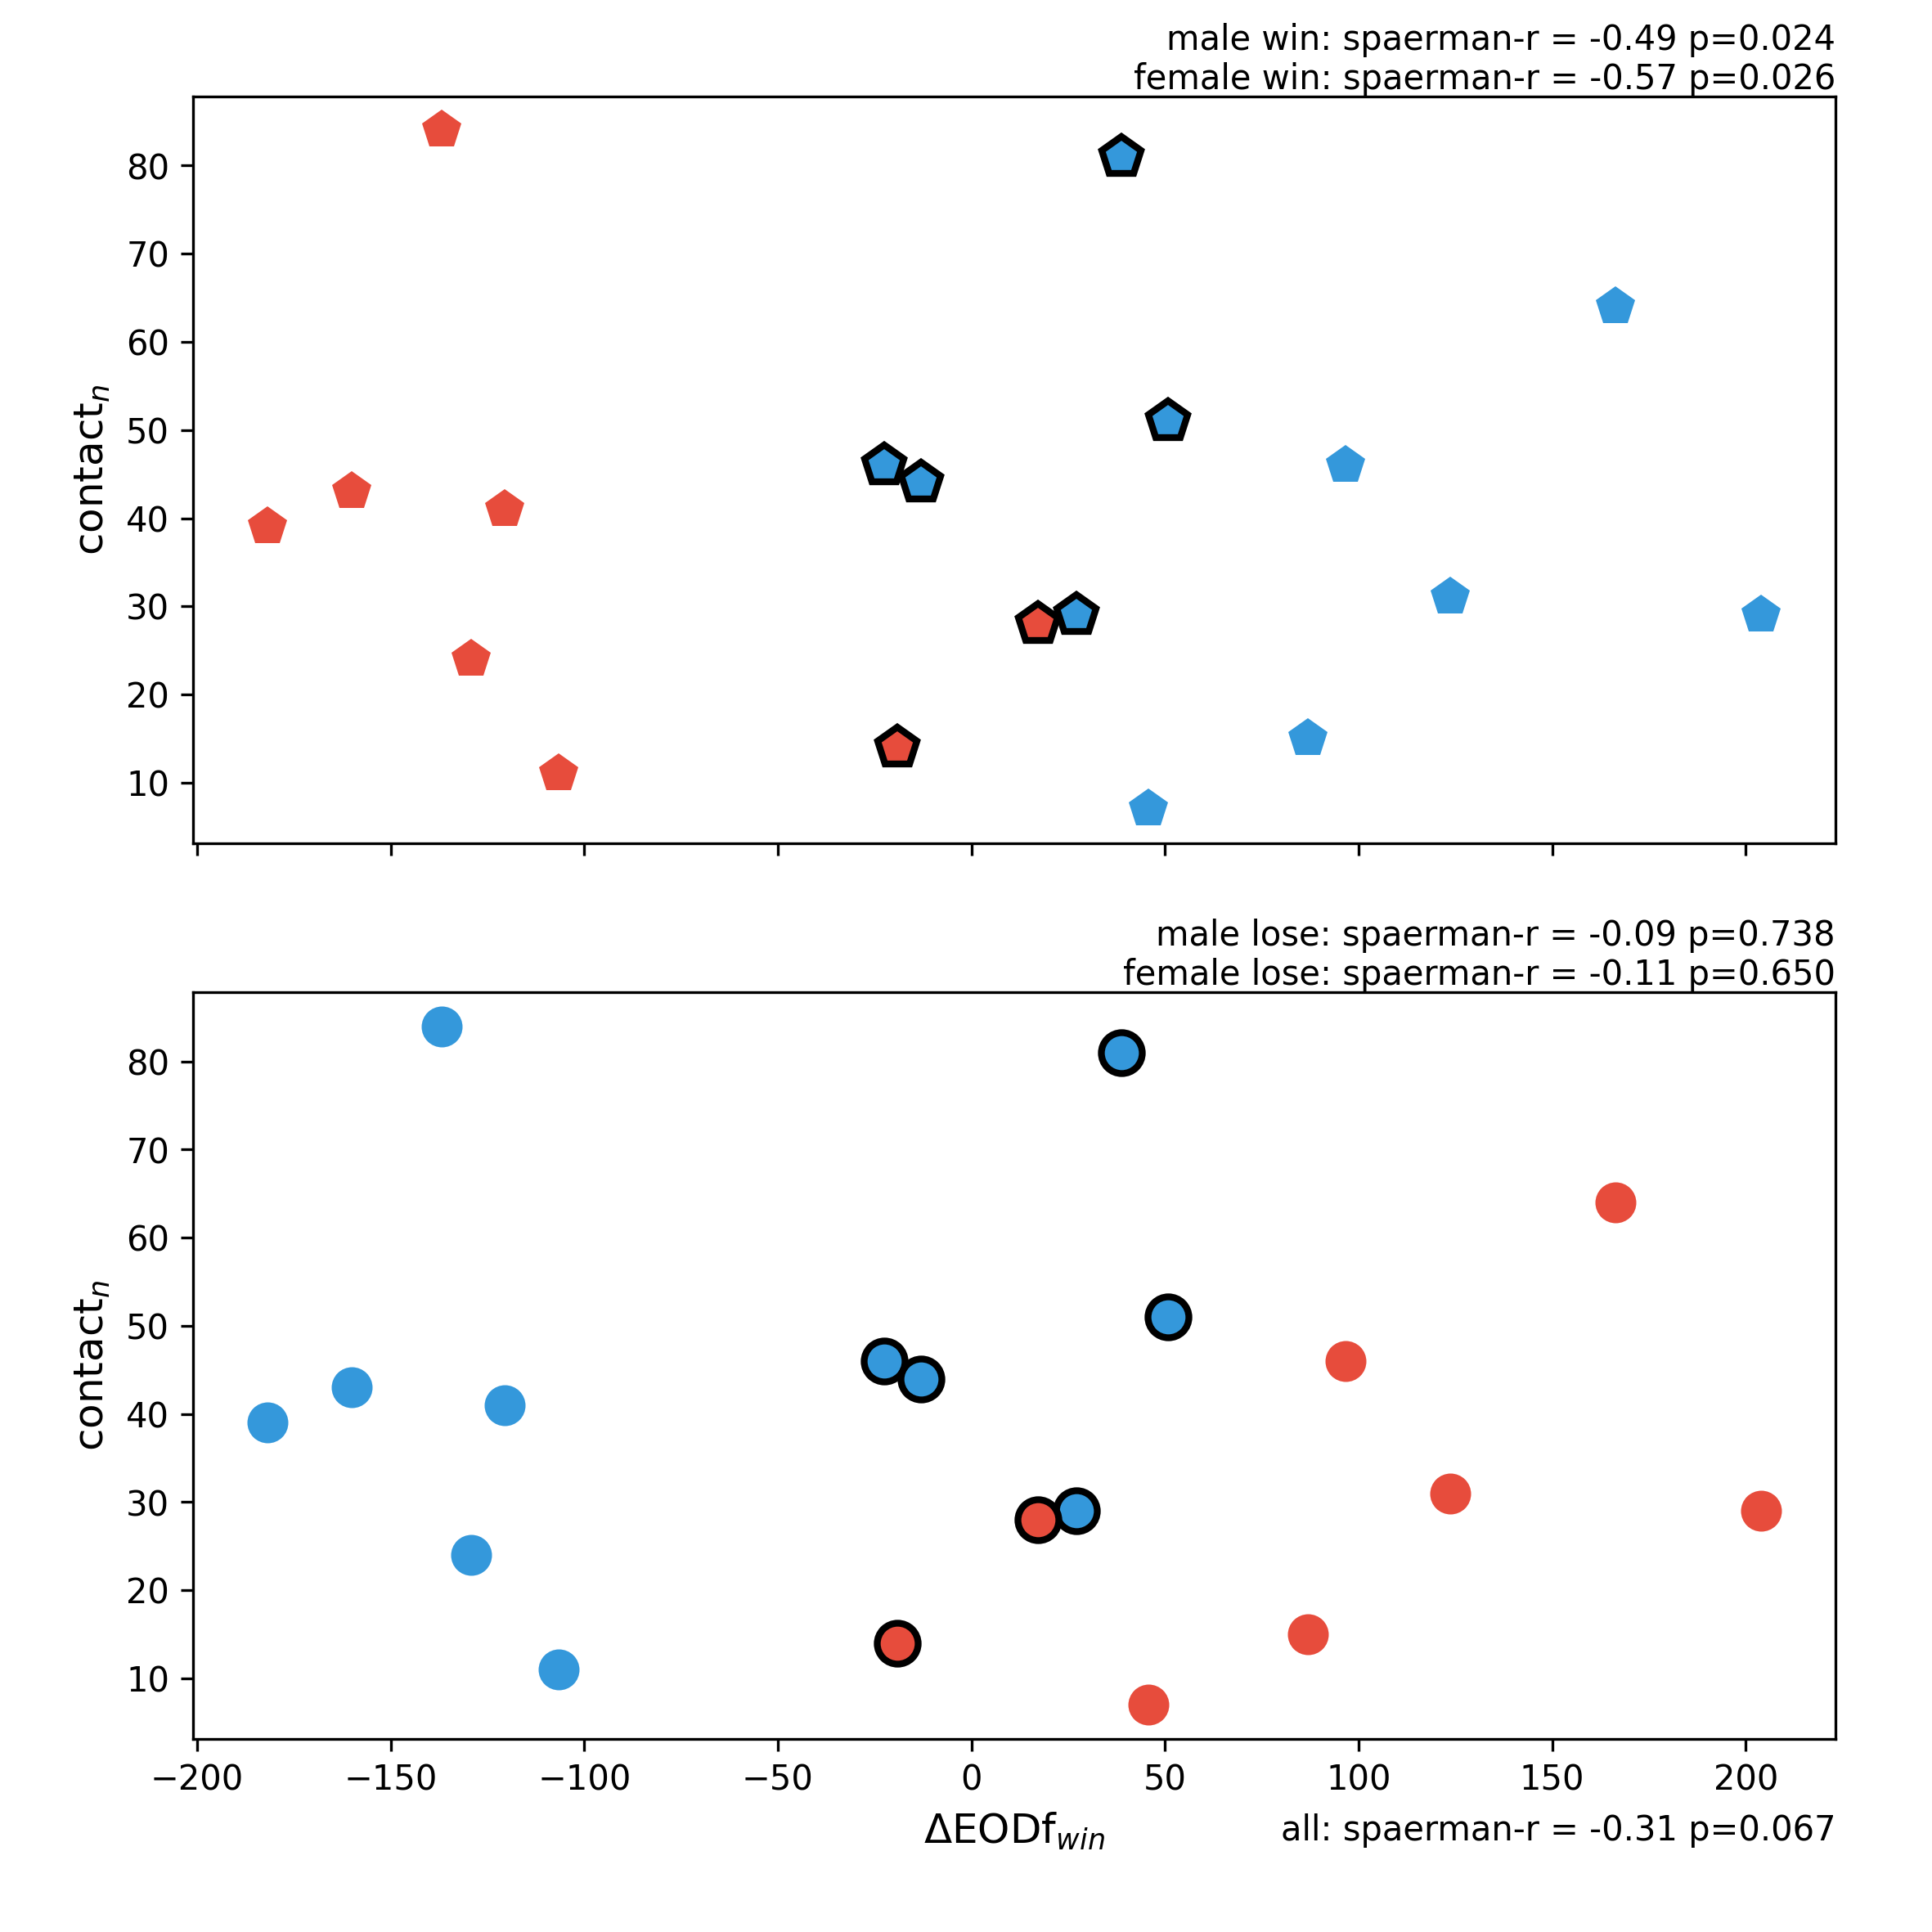 male win: spaerman-r = -0.49 p=0.024
female win: spaerman-r = -0.57 p=0.026
80
70
60
50
40
30
20
10
contactₙ
male lose: spaerman-r = -0.09 p=0.738
female lose: spaerman-r = -0.11 p=0.650
80
70
60
50
40
30
20
10
contactₙ
−200 −150 −100 −50 0 50 100 150 200
ΔEODf_win
all: spaerman-r = -0.31 p=0.067